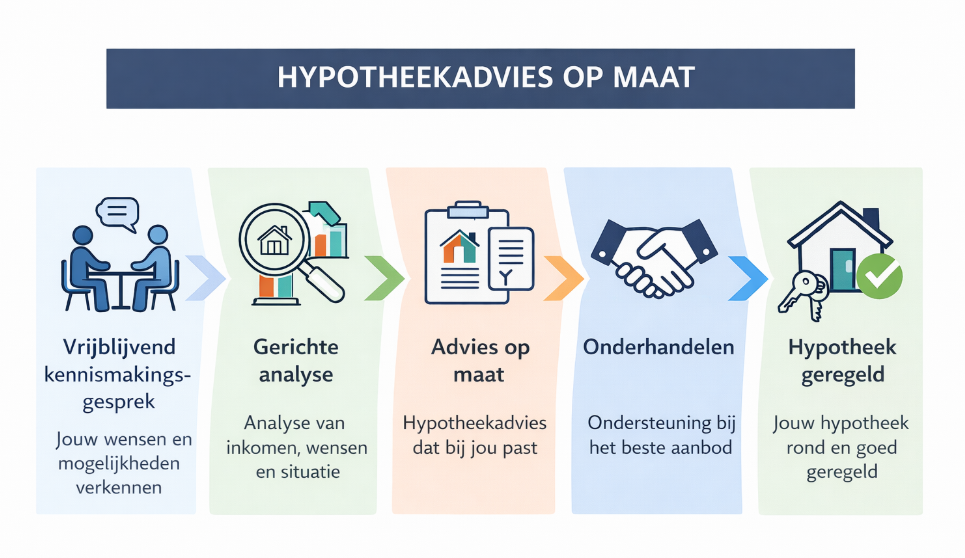 HYPOTHEEKADVIES OP MAAT
Vrijblijvend
kennismakings-
gesprek
Jouw wensen en
mogelijkheden
verkennen
Gerichte
analyse
Analyse van
inkomen, wensen
en situatie
Advies op
maat
Hypotheekadvies
dat bij jou past
Onderhandelen
Ondersteuning bij
het beste aanbod
Hypotheek
geregeld
Jouw hypotheek
rond en goed
geregeld